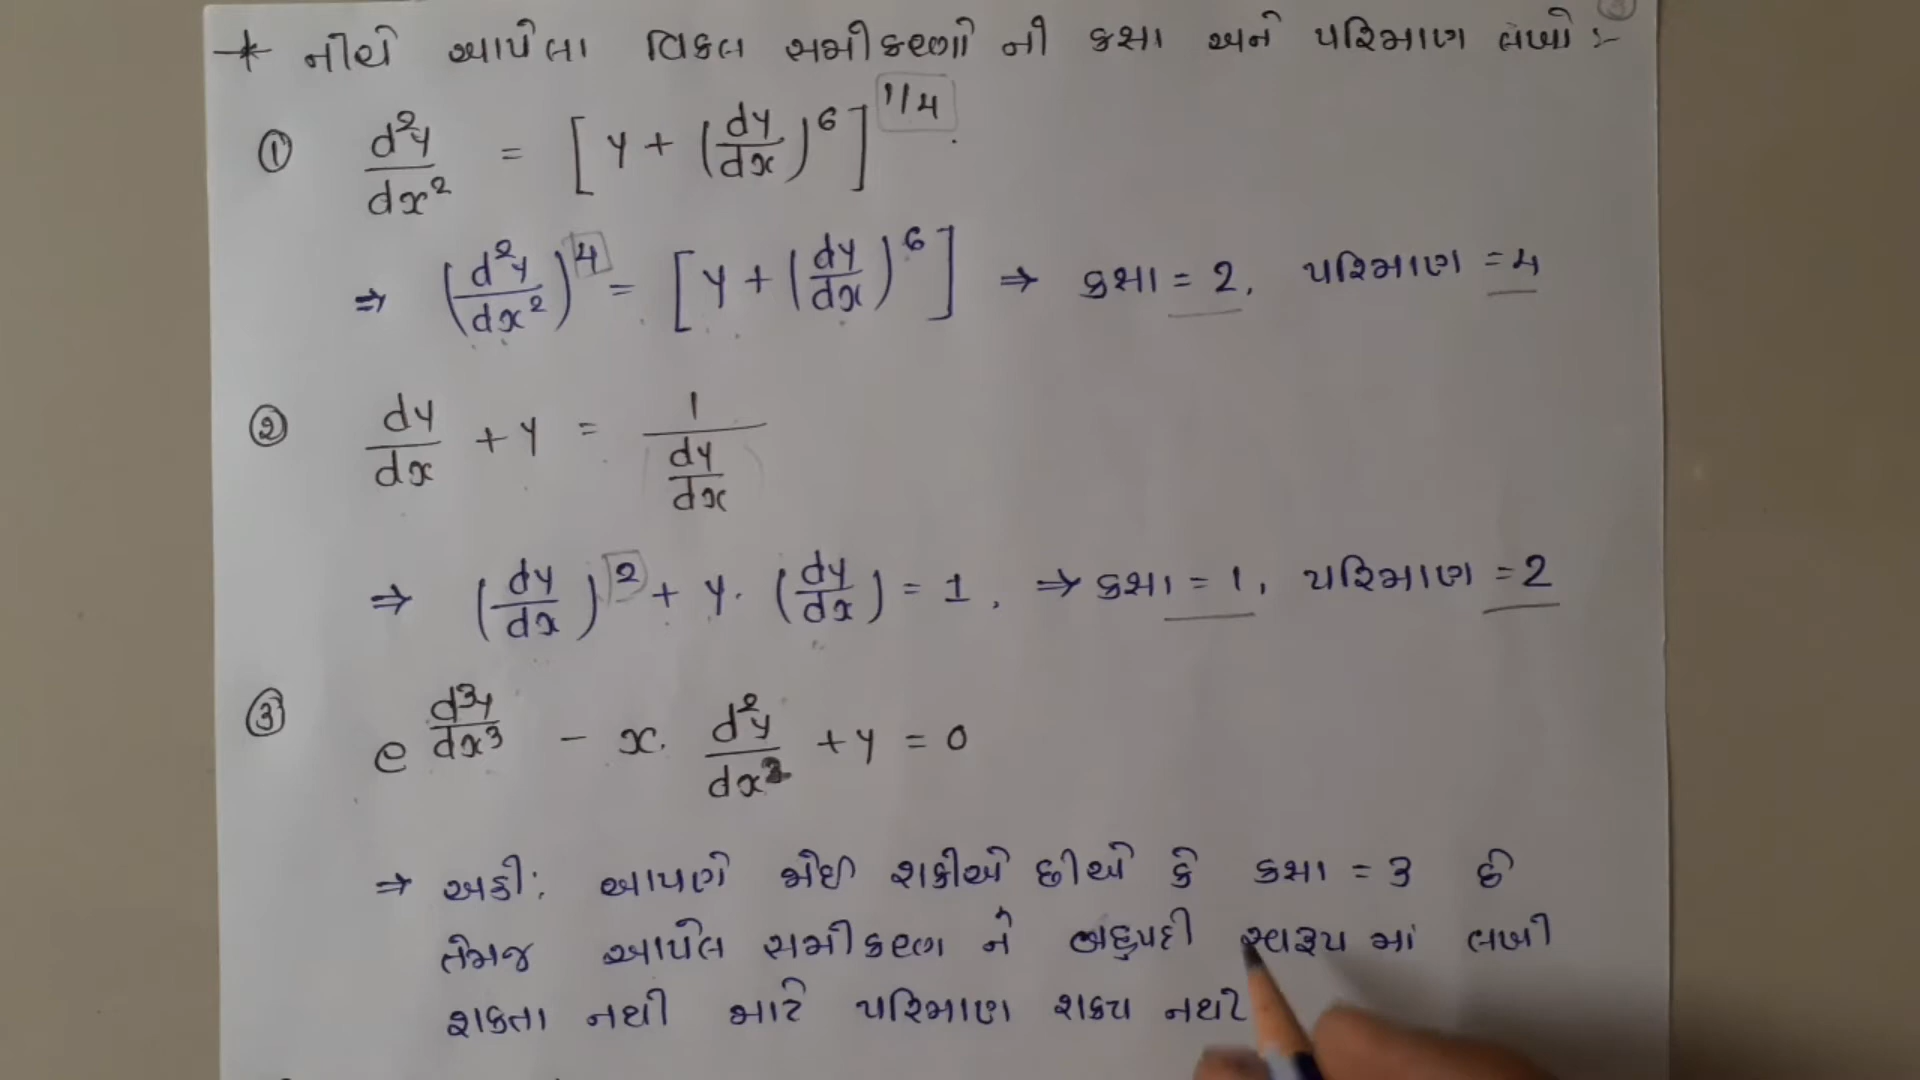 * નીચે આપેલા વિકલ સમીકરણો ની કક્ષા અને પરિમાણ લખો :-
① d²y/dx² = [y + (dy/dx)⁶]^1/4
⇒ (d²y/dx²)⁴ = [y + (dy/dx)⁶] ⇒ કક્ષા = 2, પરિમાણ = 4
② dy/dx + y = 1/(dy/dx)
⇒ (dy/dx)² + y. (dy/dx) = 1, ⇒ કક્ષા = 1, પરિમાણ = 2
③ e^(d³y/dx³) - x. d²y/dx² + y = 0
⇒ અહીં: આપણે જોઈ શકીએ છીએ કે કક્ષા = 3 છે
તેમજ આપેલ સમીકરણ ને બહુપદી સ્વરૂપ માં લખી
શકતા નથી માટે પરિમાણ શક્ય નથી